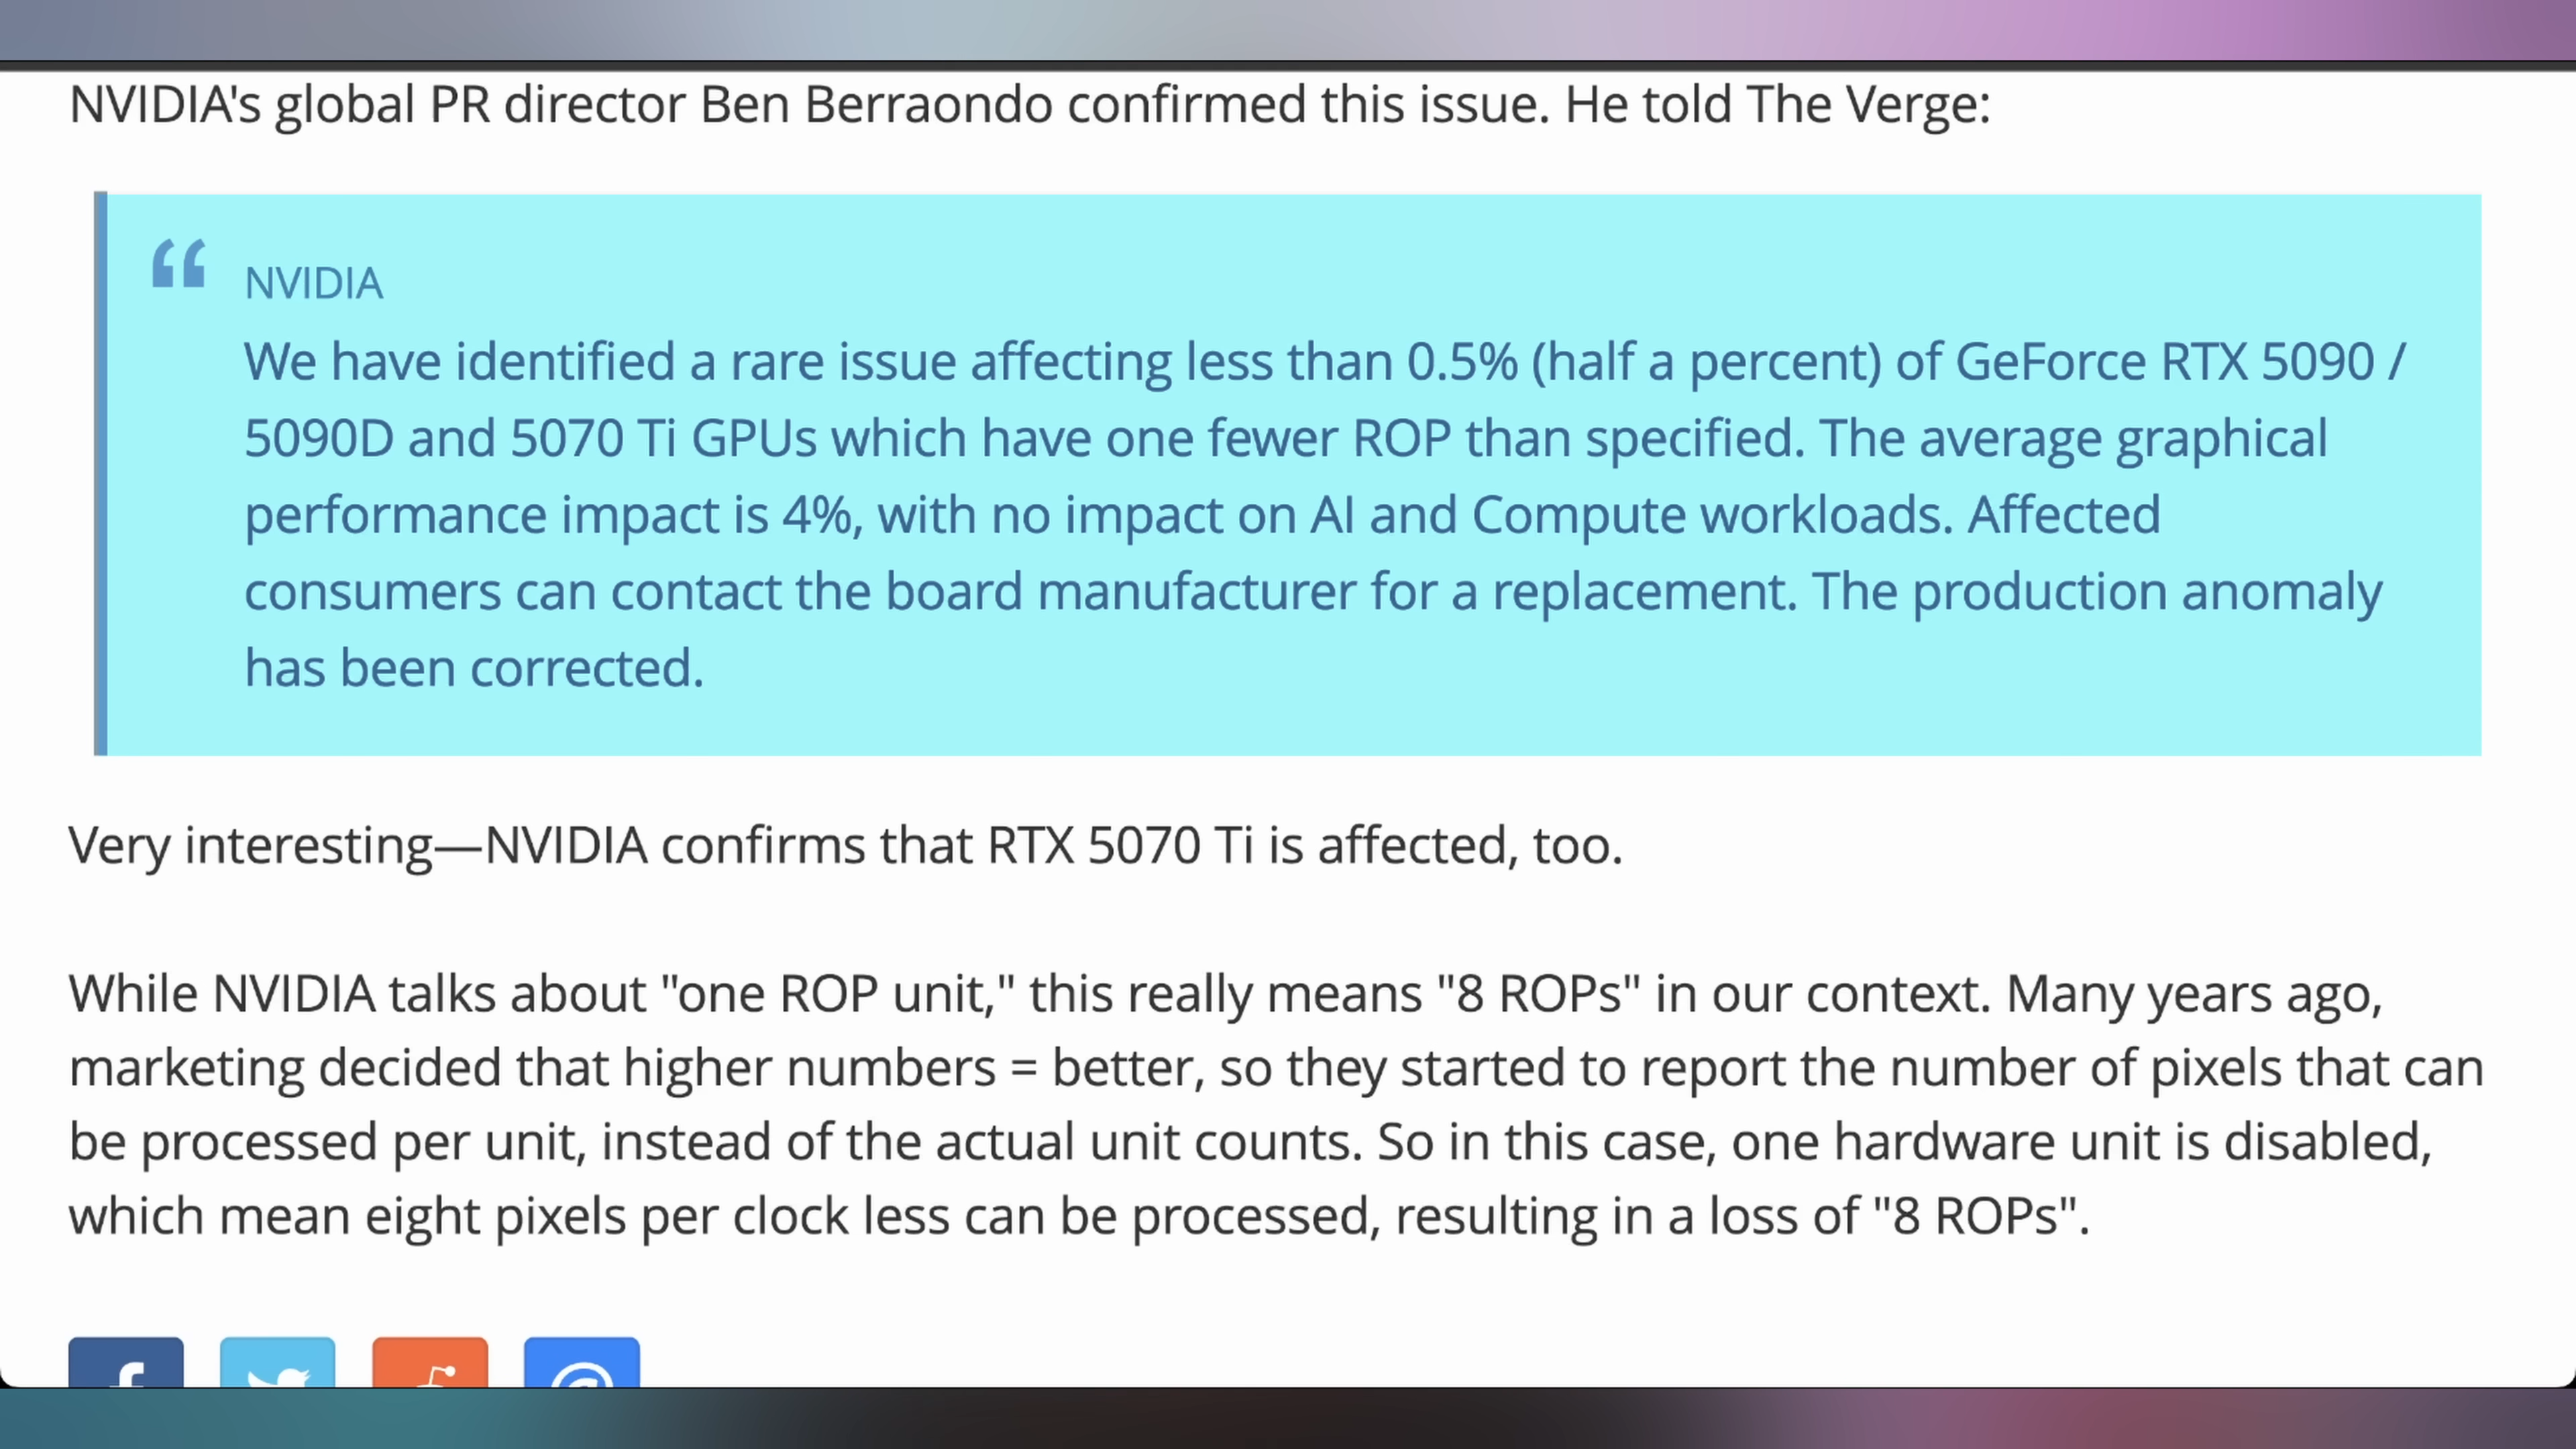 NVIDIA's global PR director Ben Berraondo confirmed this issue. He told The Verge:
“ NVIDIA
We have identified a rare issue affecting less than 0.5% (half a percent) of GeForce RTX 5090 /
5090D and 5070 Ti GPUs which have one fewer ROP than specified. The average graphical
performance impact is 4%, with no impact on AI and Compute workloads. Affected
consumers can contact the board manufacturer for a replacement. The production anomaly
has been corrected.
Very interesting—NVIDIA confirms that RTX 5070 Ti is affected, too.
While NVIDIA talks about "one ROP unit," this really means "8 ROPs" in our context. Many years ago,
marketing decided that higher numbers = better, so they started to report the number of pixels that can
be processed per unit, instead of the actual unit counts. So in this case, one hardware unit is disabled,
which mean eight pixels per clock less can be processed, resulting in a loss of "8 ROPs".